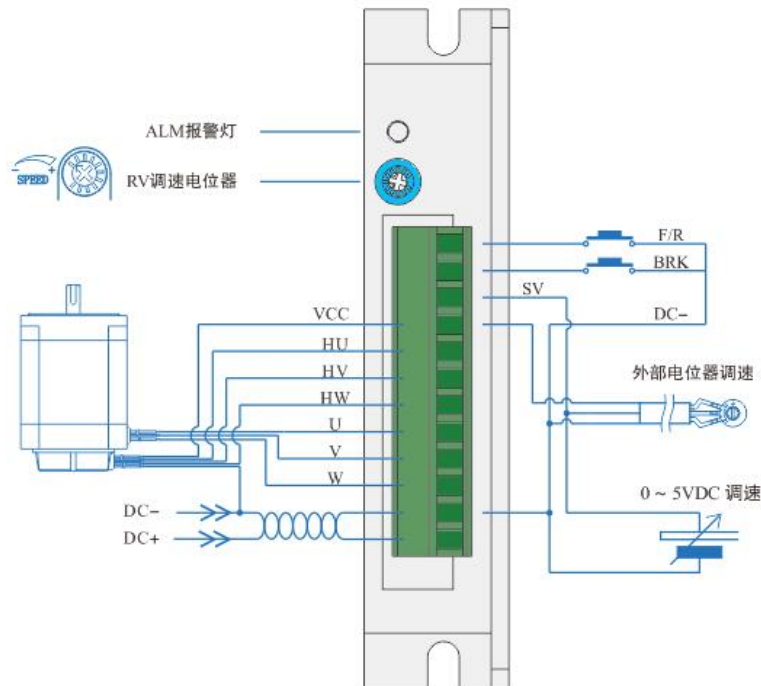 ALM报警灯
SPEED
RV调速电位器
F/R
BRK
SV
VCC
DC-
HU
HV
外部电位器调速
HW
U
V
W
0 ~ 5VDC 调速
DC-
DC+
- +